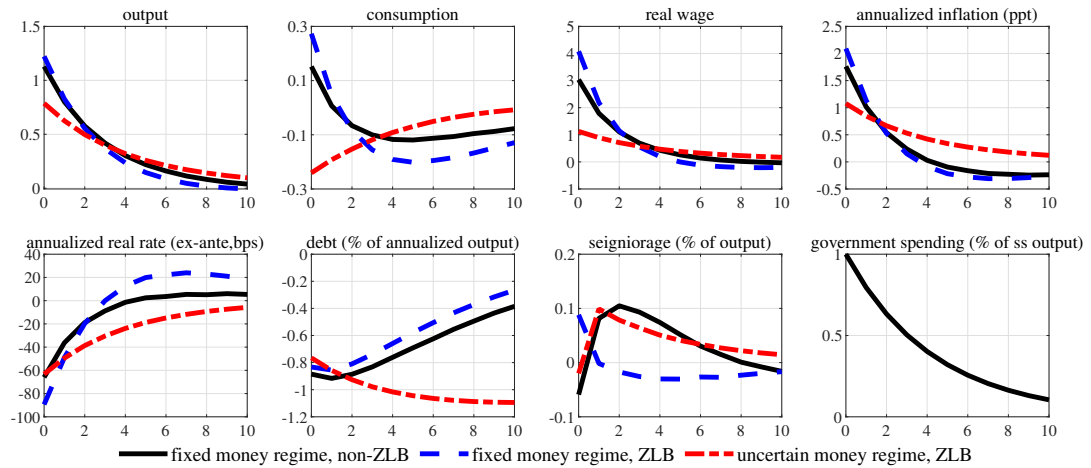 output
consumption
real wage
annualized inflation (ppt)
1.5
1
0.5
0
0 2 4 6 8 10
0.3
0.1
-0.1
-0.3
0 2 4 6 8 10
5
4
3
2
1
0
-1
0 2 4 6 8 10
2.5
2
1.5
1
0.5
0
-0.5
0 2 4 6 8 10
annualized real rate (ex-ante,bps)
debt (% of annualized output)
seigniorage (% of output)
government spending (% of ss output)
40
20
0
-20
-40
-60
-80
-100
0 2 4 6 8 10
0
-0.2
-0.4
-0.6
-0.8
-1
-1.2
0 2 4 6 8 10
0.2
0.1
0
-0.1
0 2 4 6 8 10
1
0.5
0
0 2 4 6 8 10
fixed money regime, non-ZLB fixed money regime, ZLB uncertain money regime, ZLB